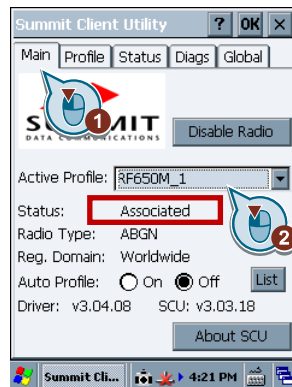 Summit Client Utility ? OK ×
Main Profile Status Diags Global
1
DATA COMMUNICATIONS
Disable Radio
Active Profile: RF650M_1
Status: Associated
2
Radio Type: ABGN
Reg. Domain: Worldwide
Auto Profile: On Off List
Driver: v3.04.08 SCU: v3.03.18
About SCU
Summit Cli... 4:21 PM